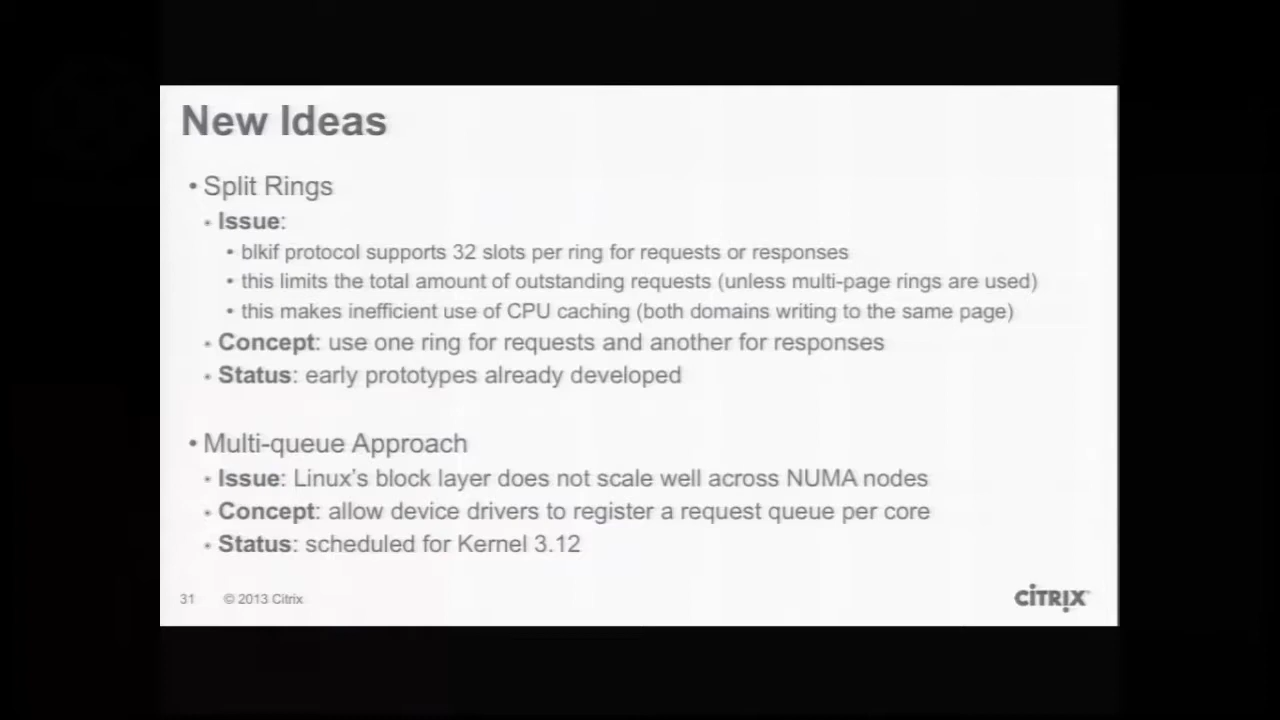 New Ideas
• Split Rings
• Issue:
• blkif protocol supports 32 slots per ring for requests or responses
• this limits the total amount of outstanding requests (unless multi-page rings are used)
• this makes inefficient use of CPU caching (both domains writing to the same page)
• Concept: use one ring for requests and another for responses
• Status: early prototypes already developed
• Multi-queue Approach
• Issue: Linux's block layer does not scale well across NUMA nodes
• Concept: allow device drivers to register a request queue per core
• Status: scheduled for Kernel 3.12
31 © 2013 Citrix
CİTRIX